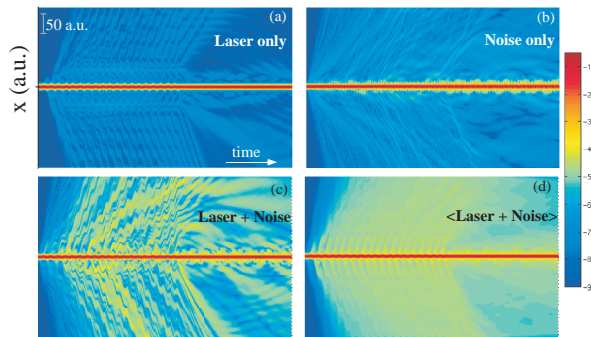 50 a.u.
(a)
Laser only
(b)
Noise only
x (a.u.)
time
(c)
Laser + Noise
(d)
<Laser + Noise>
-1
-2
-3
-4
-5
-6
-7
-8
-9